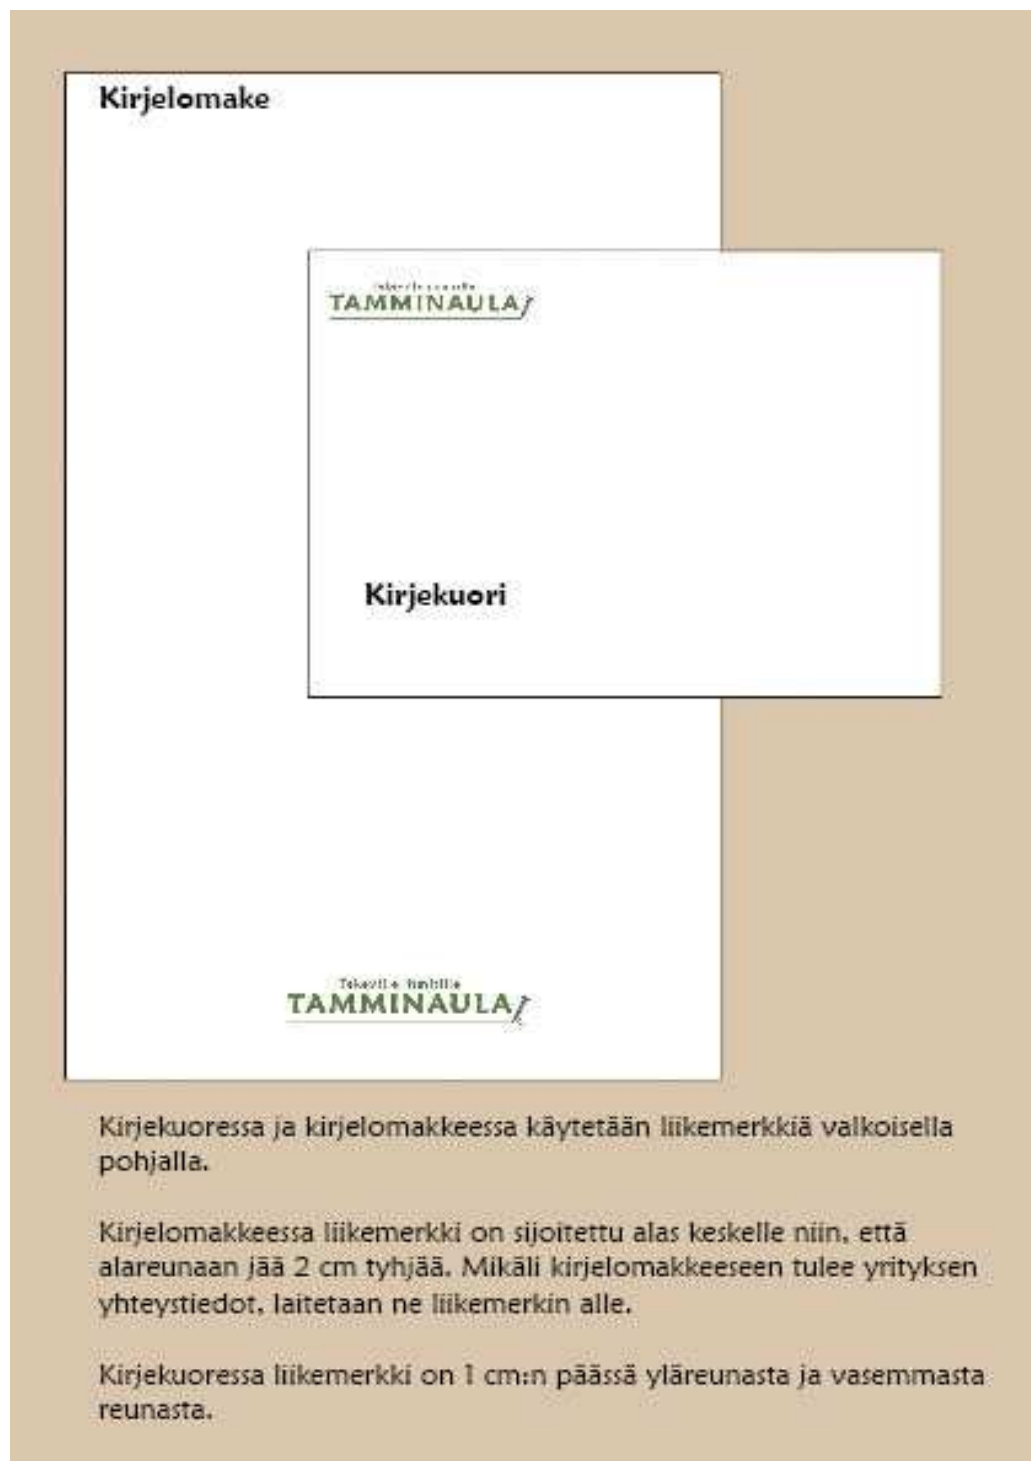 Kirjelomake
TAMMINAULA
Kirjekuori
TAMMINAULA
Kirjekuoressa ja kirjelomakkeessa käytetään liikemerkkiä valkoisella
pohjalla.
Kirjelomakkeessa liikemerkki on sijoitettu alas keskelle niin, että
alareunaan jää 2 cm tyhjää. Mikäli kirjelomakkeeseen tulee yrityksen
yhteystiedot, laitetaan ne liikemerkin alle.
Kirjekuoressa liikemerkki on 1 cm:n päässä yläreunasta ja vasemmasta
reunasta.